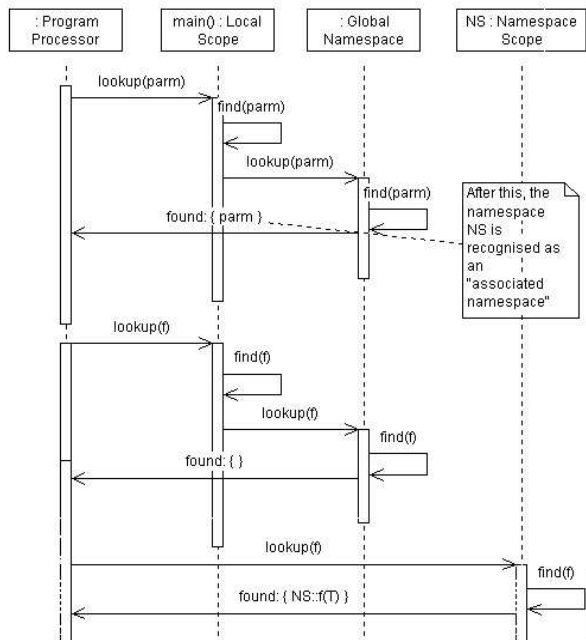 : Program
Processor
main() : Local
Scope
: Global
Namespace
NS : Namespace
Scope
lookup(parm)
find(parm)
lookup(parm)
find(parm)
found: { parm }
After this, the
namespace
NS is
recognised as
an
"associated
namespace"
lookup(f)
find(f)
lookup(f)
find(f)
found: { }
lookup(f)
find(f)
found: { NS::f(T) }